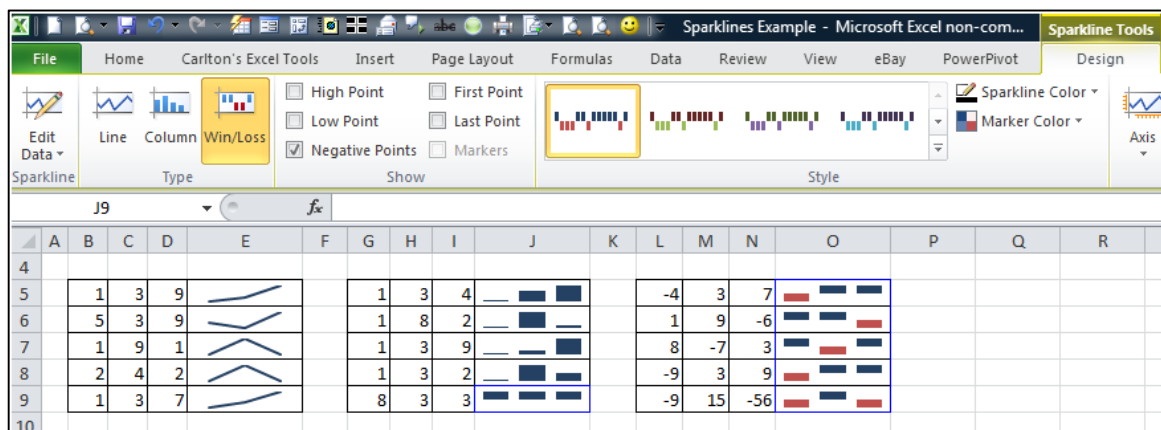 Sparklines Example - Microsoft Excel non-com... Sparkline Tools
File Home Carlton's Excel Tools Insert Page Layout Formulas Data Review View eBay PowerPivot Design
Edit Data
Line Column Win/Loss
High Point First Point
Low Point Last Point
Negative Points Markers
Sparkline Color
Marker Color
Axis
Sparkline Type Show Style
J9 fx
A B C D E F G H I J K L M N O P Q R
4
5 1 3 9 1 3 4 -4 3 7
6 5 3 9 1 8 2 1 9 -6
7 1 9 1 1 3 9 8 -7 3
8 2 4 2 1 3 2 -9 3 9
9 1 3 7 8 3 3 -9 15 -56
10